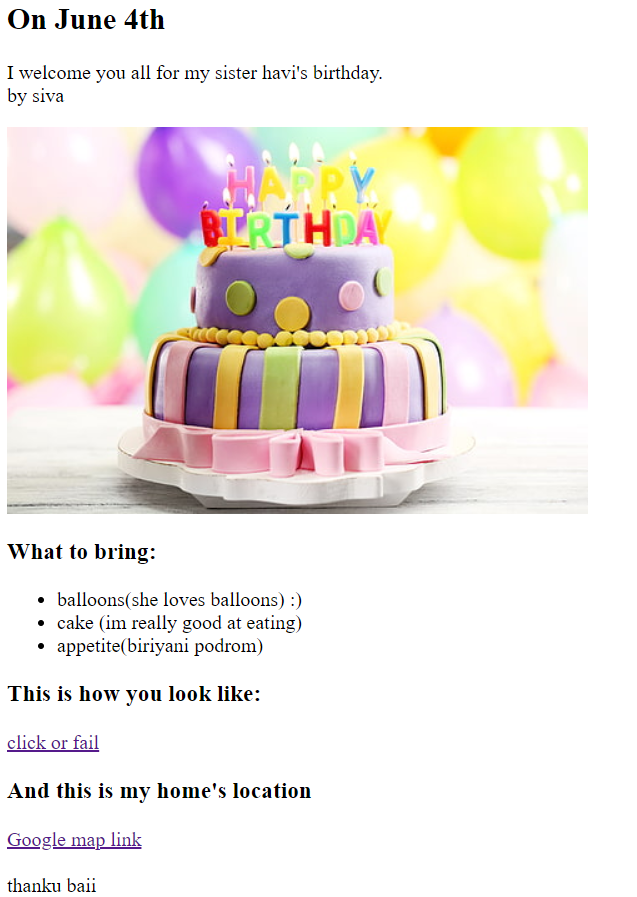 On June 4th
I welcome you all for my sister havi's birthday.
by siva
HAPPY
BIRTHDAY
What to bring:
balloons(she loves balloons) :)
cake (im really good at eating)
appetite(biriyani podrom)
This is how you look like:
click or fail
And this is my home's location
Google map link
thanku baii